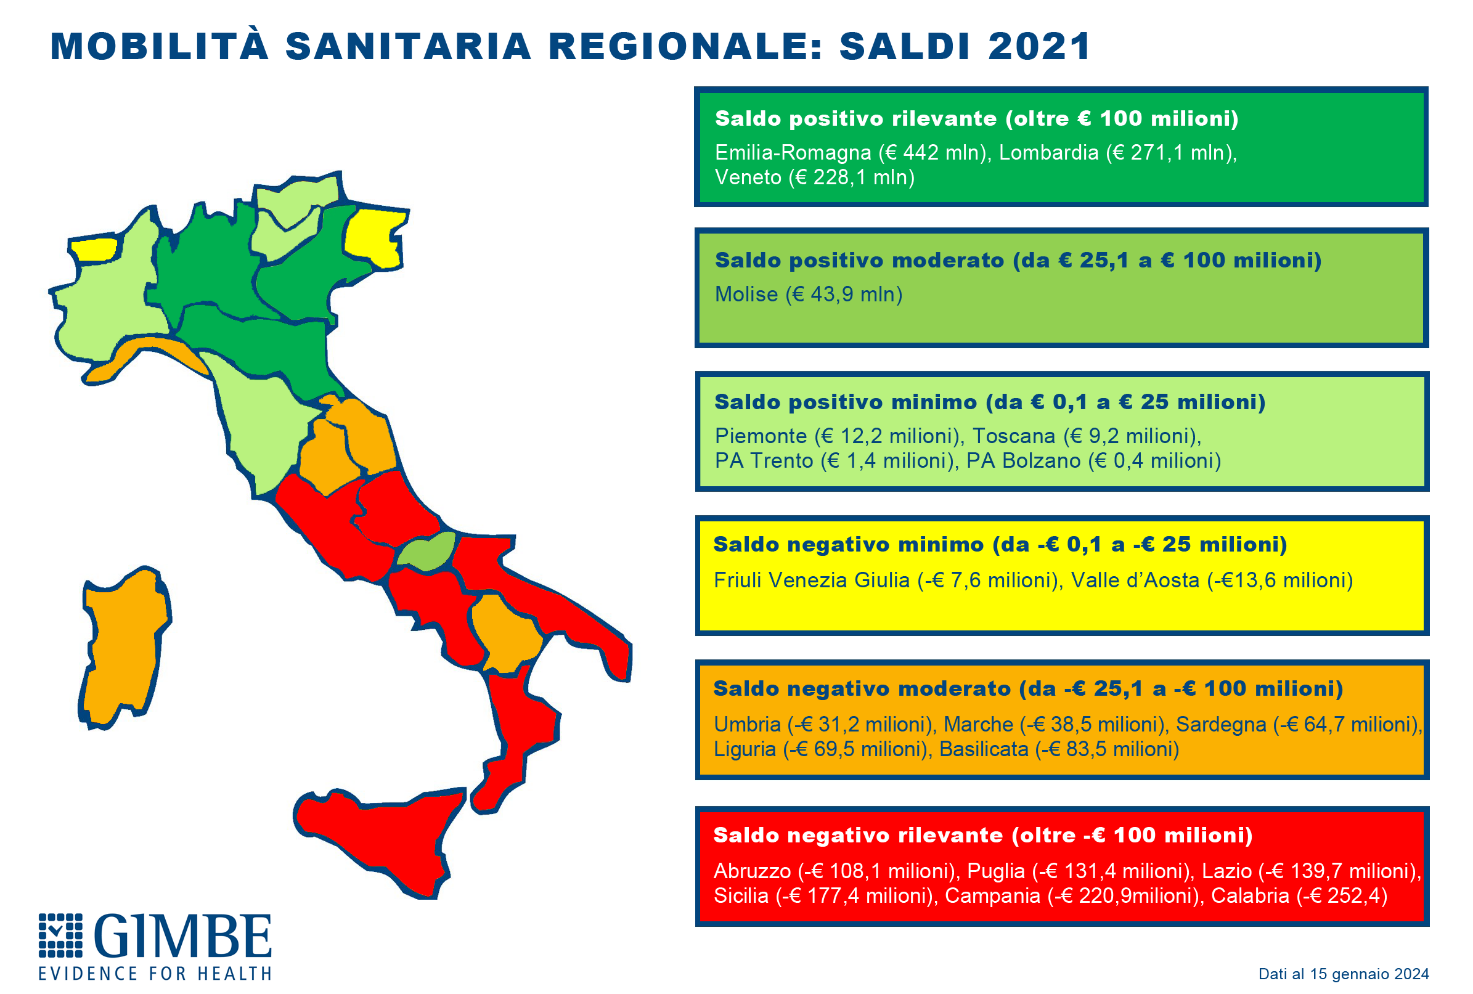 MOBILITÀ SANITARIA REGIONALE: SALDI 2021
Saldo positivo rilevante (oltre € 100 milioni)
Emilia-Romagna (€ 442 mln), Lombardia (€ 271,1 mln),
Veneto (€ 228,1 mln)
Saldo positivo moderato (da € 25,1 a € 100 milioni)
Molise (€ 43,9 mln)
Saldo positivo minimo (da € 0,1 a € 25 milioni)
Piemonte (€ 12,2 milioni), Toscana (€ 9,2 milioni),
PA Trento (€ 1,4 milioni), PA Bolzano (€ 0,4 milioni)
Saldo negativo minimo (da -€ 0,1 a -€ 25 milioni)
Friuli Venezia Giulia (-€ 7,6 milioni), Valle d’Aosta (-€13,6 milioni)
Saldo negativo moderato (da -€ 25,1 a -€ 100 milioni)
Umbria (-€ 31,2 milioni), Marche (-€ 38,5 milioni), Sardegna (-€ 64,7 milioni),
Liguria (-€ 69,5 milioni), Basilicata (-€ 83,5 milioni)
Saldo negativo rilevante (oltre -€ 100 milioni)
Abruzzo (-€ 108,1 milioni), Puglia (-€ 131,4 milioni), Lazio (-€ 139,7 milioni),
Sicilia (-€ 177,4 milioni), Campania (-€ 220,9milioni), Calabria (-€ 252,4)
GIMBE
EVIDENCE FOR HEALTH
Dati al 15 gennaio 2024